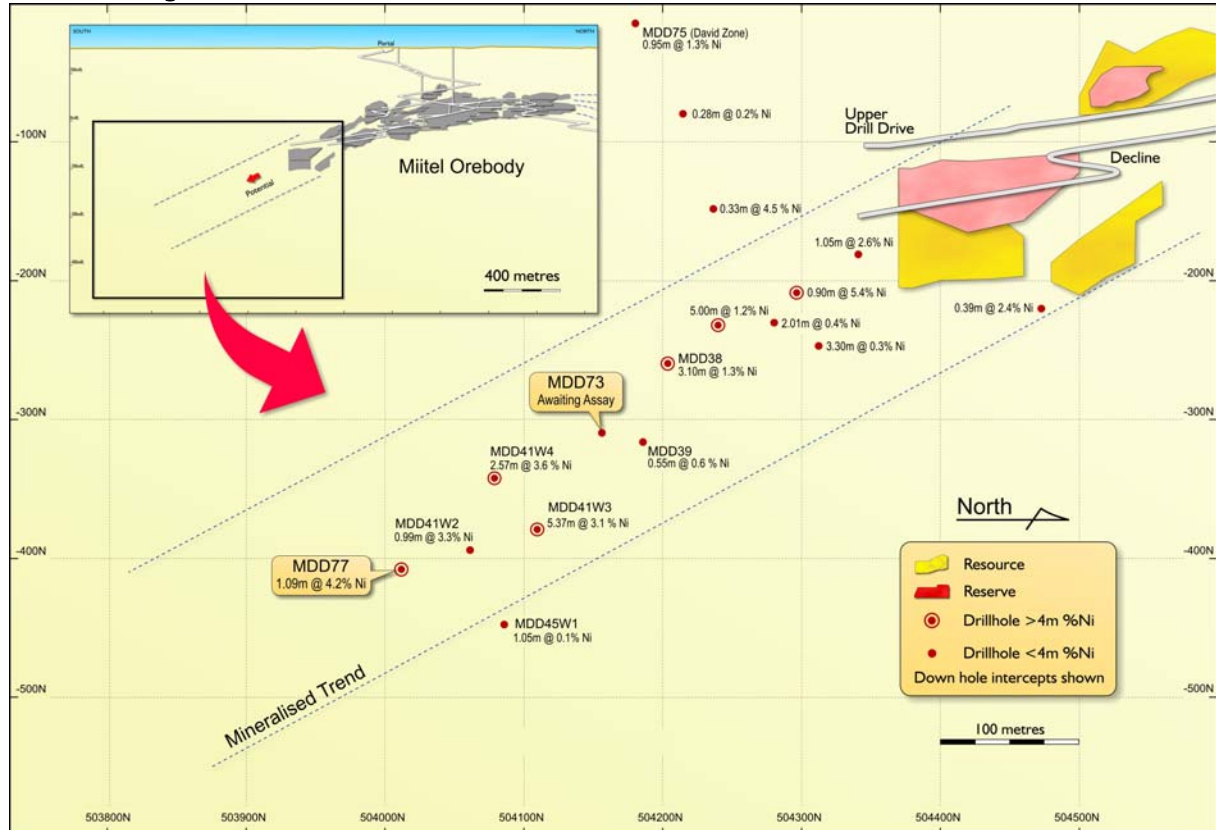 SOUTH
NORTH
Portal
Miitel Orebody
Potential
400 metres
MDD75 (David Zone)
0.95m @ 1.3% Ni
0.28m @ 0.2% Ni
Upper
Drill Drive
Decline
0.33m @ 4.5 % Ni
1.05m @ 2.6% Ni
0.90m @ 5.4% Ni
5.00m @ 1.2% Ni
2.01m @ 0.4% Ni
0.39m @ 2.4% Ni
3.30m @ 0.3% Ni
MDD38
3.10m @ 1.3% Ni
MDD73
Awaiting Assay
MDD39
0.55m @ 0.6 % Ni
MDD41W4
2.57m @ 3.6 % Ni
MDD41W3
5.37m @ 3.1 % Ni
MDD41W2
0.99m @ 3.3% Ni
MDD77
1.09m @ 4.2% Ni
MDD45W1
1.05m @ 0.1% Ni
Mineralised Trend
North
Resource
Reserve
Drillhole >4m %Ni
Drillhole <4m %Ni
Down hole intercepts shown
100 metres
-100N
-200N
-300N
-400N
-500N
-200N
-300N
-400N
-500N
503800N
503900N
504000N
504100N
504200N
504300N
504400N
504500N